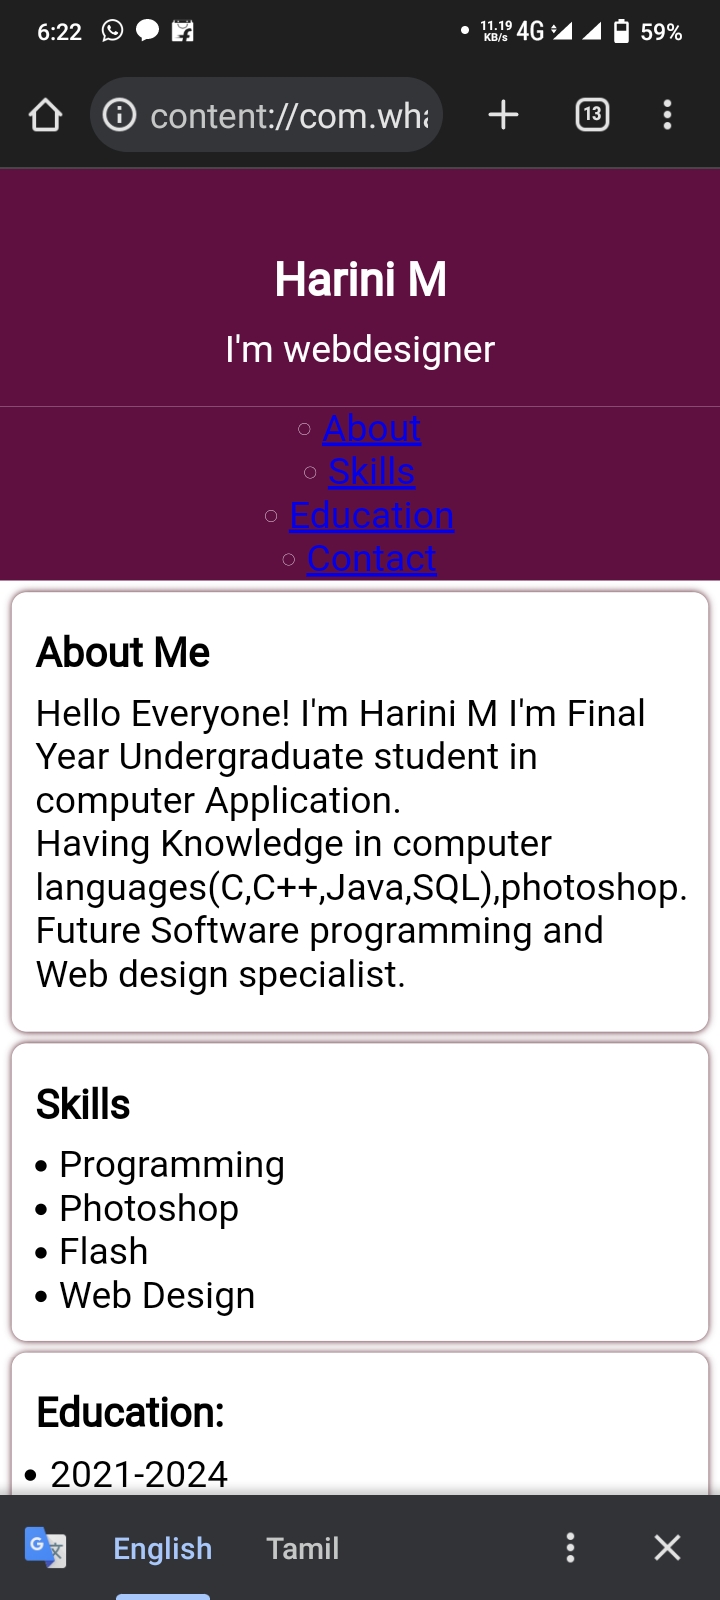 6:22 11.19 KB/s 4G 59%
content://com.wha
13
Harini M
I'm webdesigner
About
Skills
Education
Contact
About Me
Hello Everyone! I'm Harini M I'm Final
Year Undergraduate student in
computer Application.
Having Knowledge in computer
languages(C,C++,Java,SQL),photoshop.
Future Software programming and
Web design specialist.
Skills
Programming
Photoshop
Flash
Web Design
Education:
2021-2024
English Tamil